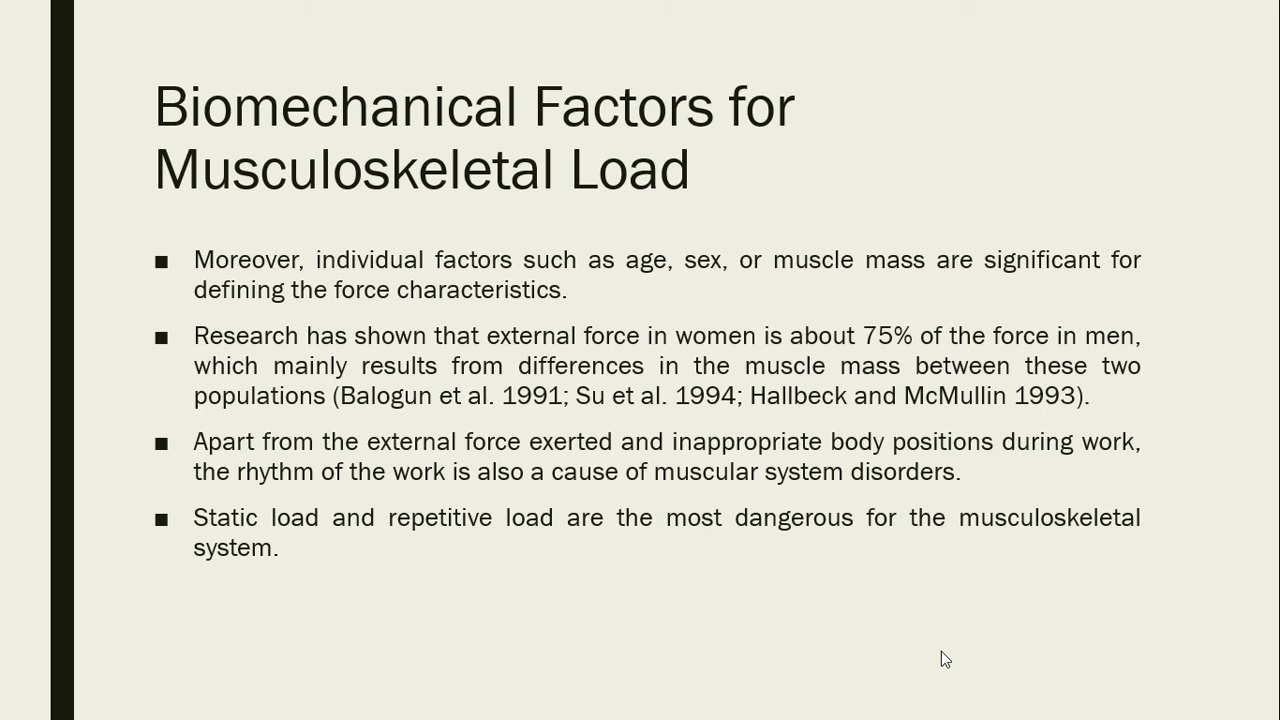 Biomechanical Factors for
Musculoskeletal Load
■ Moreover, individual factors such as age, sex, or muscle mass are significant for
defining the force characteristics.
■ Research has shown that external force in women is about 75% of the force in men,
which mainly results from differences in the muscle mass between these two
populations (Balogun et al. 1991; Su et al. 1994; Hallbeck and McMullin 1993).
■ Apart from the external force exerted and inappropriate body positions during work,
the rhythm of the work is also a cause of muscular system disorders.
■ Static load and repetitive load are the most dangerous for the musculoskeletal
system.